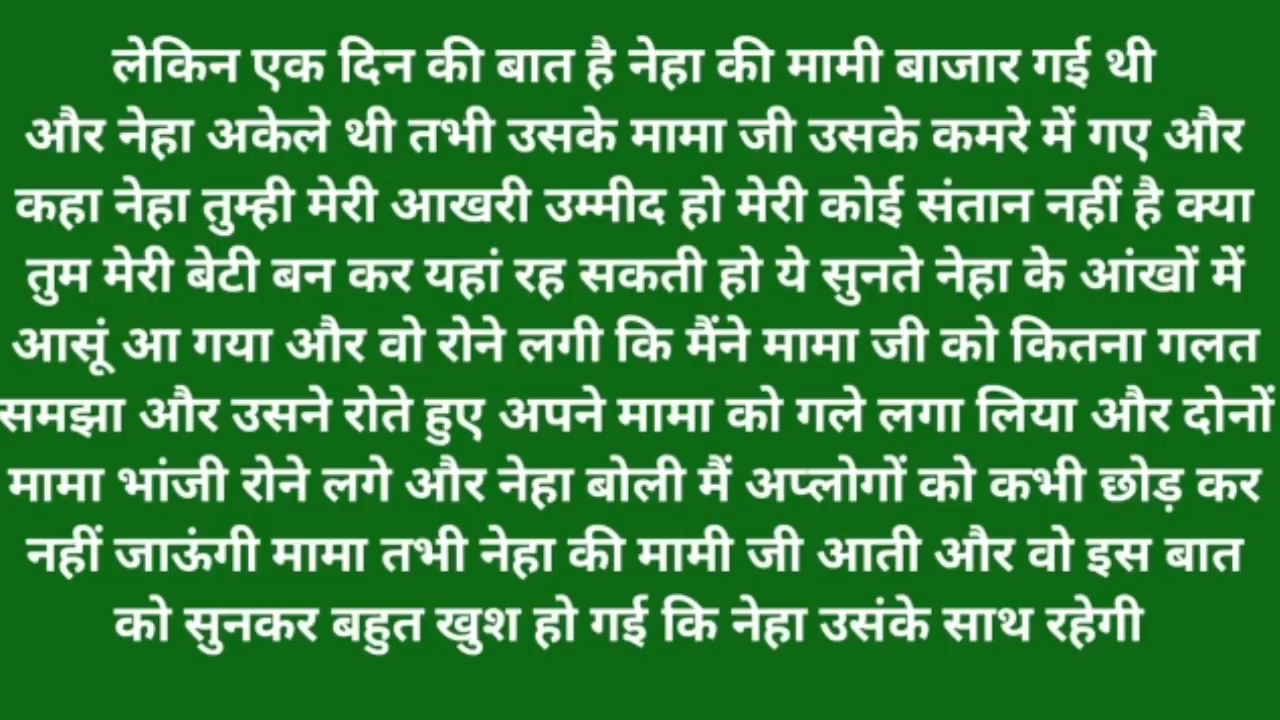 लेकिन एक दिन की बात है नेहा की मामी बाजार गई थी
और नेहा अकेले थी तभी उसके मामा जी उसके कमरे में गए और
कहा नेहा तुम्ही मेरी आखरी उम्मीद हो मेरी कोई संतान नहीं है क्या
तुम मेरी बेटी बन कर यहां रह सकती हो ये सुनते नेहा के आंखों में
आसूं आ गया और वो रोने लगी कि मैंने मामा जी को कितना गलत
समझा और उसने रोते हुए अपने मामा को गले लगा लिया और दोनों
मामा भांजी रोने लगे और नेहा बोली मैं अप्लोगों को कभी छोड़ कर
नहीं जाऊंगी मामा तभी नेहा की मामी जी आती और वो इस बात
को सुनकर बहुत खुश हो गई कि नेहा उसंके साथ रहेगी